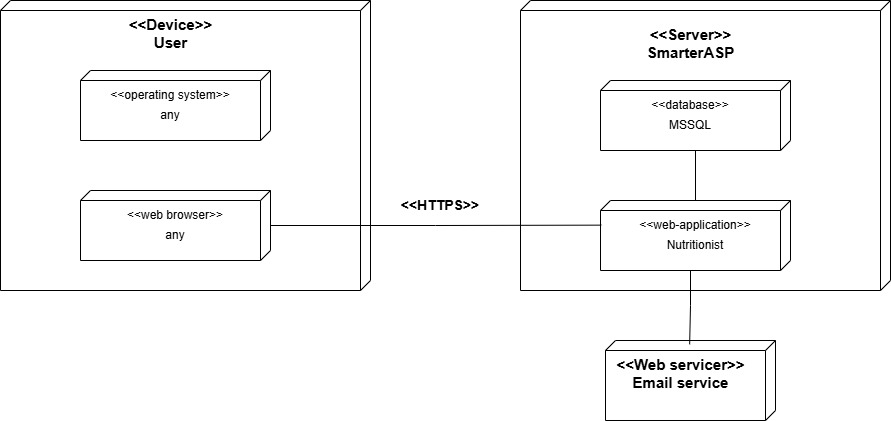 <<Device>>
User
<<operating system>>
any
<<web browser>>
any
<<HTTPS>>
<<Server>>
SmarterASP
<<database>>
MSSQL
<<web-application>>
Nutritionist
<<Web servicer>>
Email service